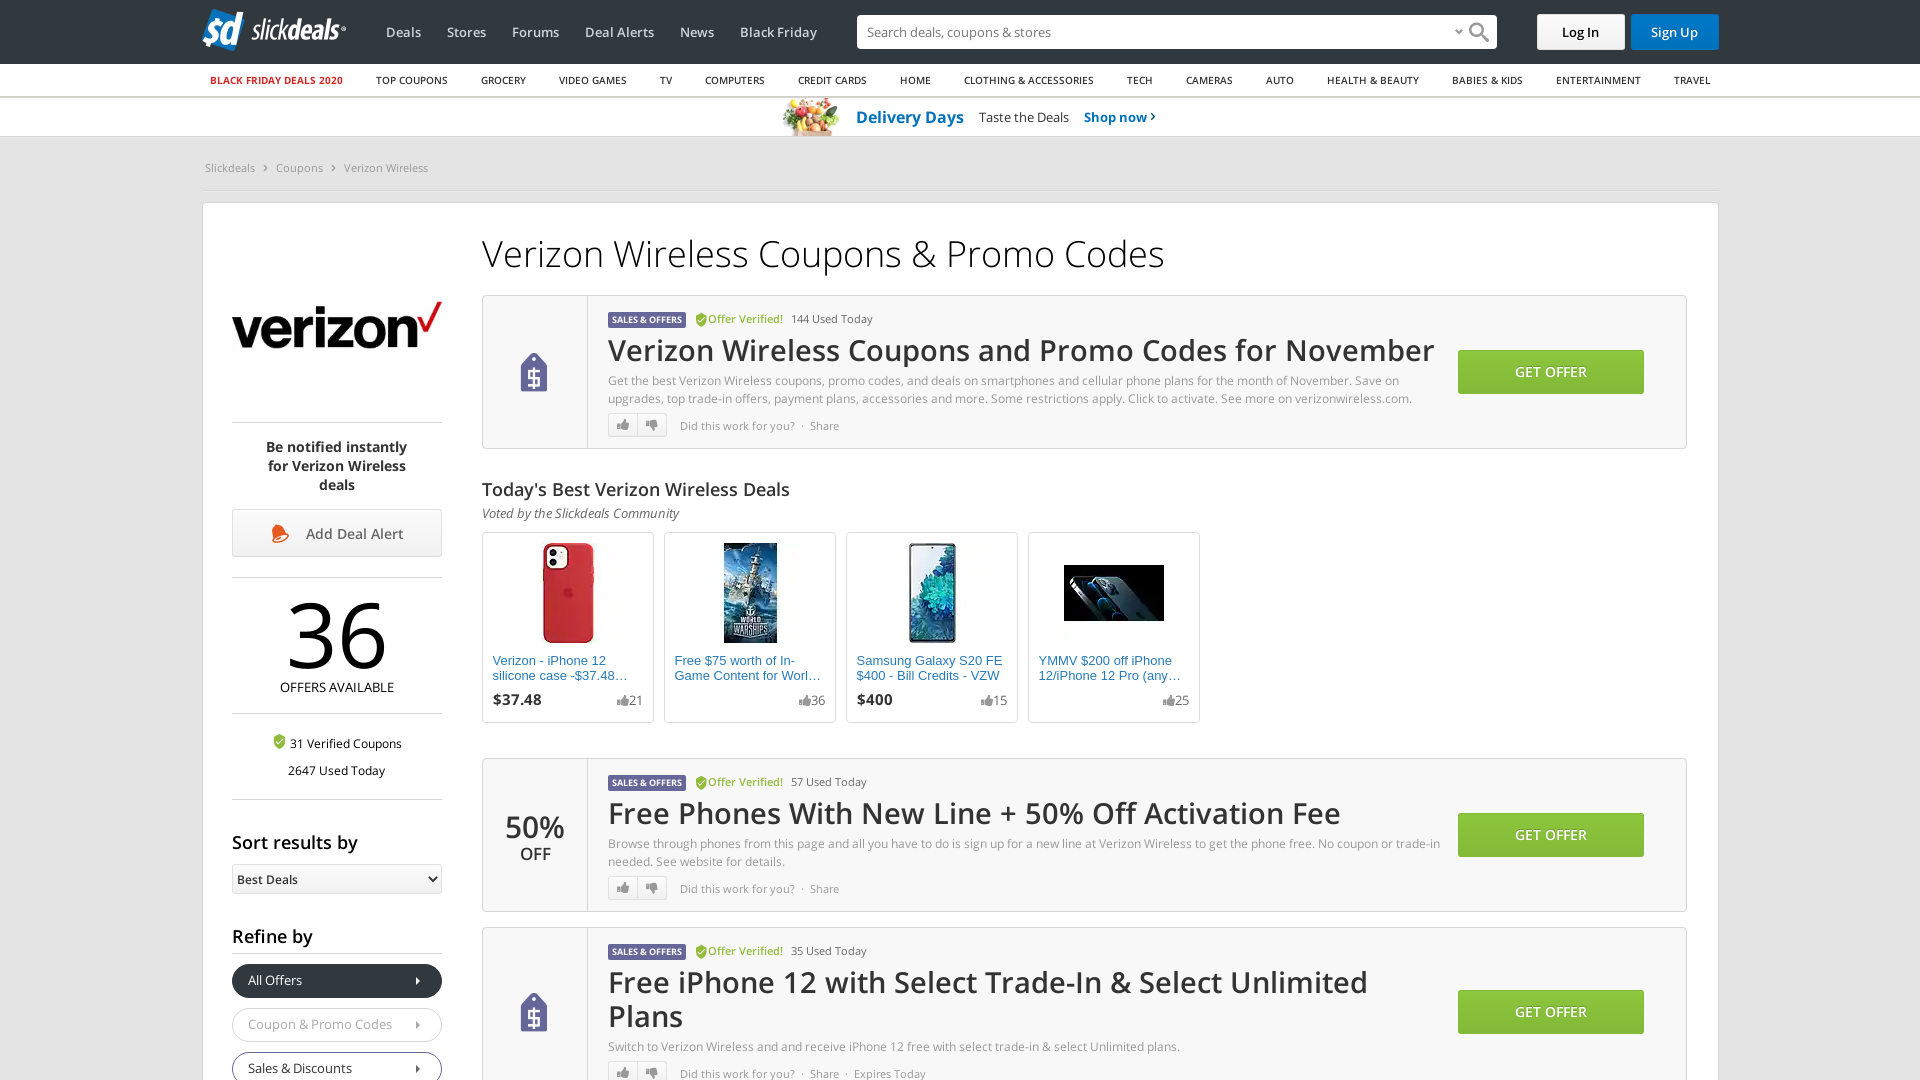 sd slickdeals
Deals Stores Forums Deal Alerts News Black Friday
Search deals, coupons & stores
Log In Sign Up
BLACK FRIDAY DEALS 2020 TOP COUPONS GROCERY VIDEO GAMES TV COMPUTERS CREDIT CARDS HOME CLOTHING & ACCESSORIES TECH CAMERAS AUTO HEALTH & BEAUTY BABIES & KIDS ENTERTAINMENT TRAVEL
Delivery Days Taste the Deals Shop now
Slickdeals Coupons Verizon Wireless
verizon
Be notified instantly
for Verizon Wireless
deals
Add Deal Alert
36
OFFERS AVAILABLE
31 Verified Coupons
2647 Used Today
Sort results by
Best Deals
Refine by
All Offers
Coupon & Promo Codes
Sales & Discounts
Verizon Wireless Coupons & Promo Codes
SALES & OFFERS Offer Verified! 144 Used Today
Verizon Wireless Coupons and Promo Codes for November
Get the best Verizon Wireless coupons, promo codes, and deals on smartphones and cellular phone plans for the month of November. Save on
upgrades, top trade-in offers, payment plans, accessories and more. Some restrictions apply. Click to activate. See more on verizonwireless.com.
Did this work for you? · Share
GET OFFER
Today's Best Verizon Wireless Deals
Voted by the Slickdeals Community
Verizon - iPhone 12
silicone case -$37.48…
$37.48 21
WORLD OF
WARSHIPS
Free $75 worth of In-
Game Content for Worl…
36
Samsung Galaxy S20 FE
$400 - Bill Credits - VZW
$400 15
YMMV $200 off iPhone
12/iPhone 12 Pro (any…
25
50%
OFF
SALES & OFFERS Offer Verified! 57 Used Today
Free Phones With New Line + 50% Off Activation Fee
Browse through phones from this page and all you have to do is sign up for a new line at Verizon Wireless to get the phone free. No coupon or trade-in
needed. See website for details.
Did this work for you? · Share
GET OFFER
SALES & OFFERS Offer Verified! 35 Used Today
Free iPhone 12 with Select Trade-In & Select Unlimited
Plans
Switch to Verizon Wireless and and receive iPhone 12 free with select trade-in & select Unlimited plans.
Did this work for you? · Share · Expires Today
GET OFFER